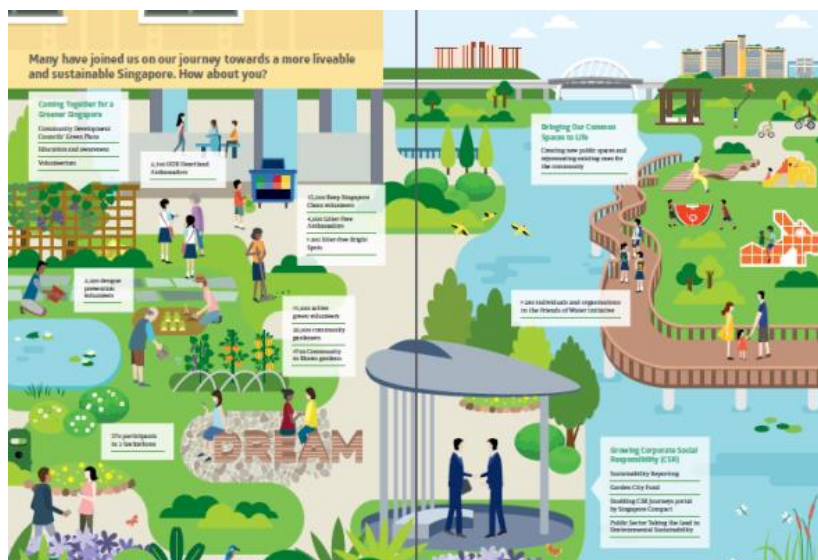 Many have joined us on our journey towards a more liveable
and sustainable Singapore. How about you?
Coming Together for a
Greener Singapore
Community Development
Councils' Green Plans
Education and awareness
Volunteerism
Ambassadors
Keep Singapore
Clean volunteers
Litter-Free
Ambassadors
Litter-free Bright
Spots
dengue
prevention
volunteers
active
green volunteers
community
gardeners
Community
in Bloom gardens
participants
DREAM
Bringing Our Common
Spaces to Life
Creating new public spaces and
rejuvenating existing ones for
the community
individuals and organisations
in the Friends of Water initiative
Growing Corporate Social
Responsibility (CSR)
Sustainability Reporting
Garden City Fund
Enabling CSR Journeys portal
by Singapore Compact
Public Sector Taking the Lead in
Environmental Sustainability